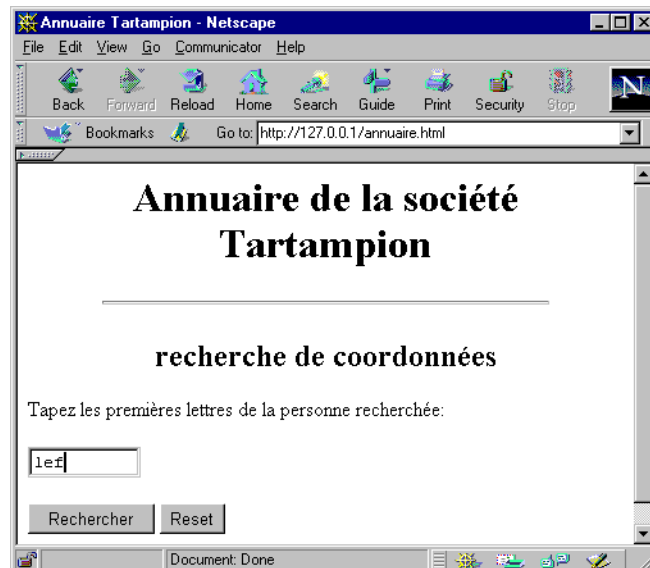 Annuaire Tartampion - Netscape
File Edit View Go Communicator Help
Back Forward Reload Home Search Guide Print Security Stop
N
Bookmarks Go to: http://127.0.0.1/annuaire.html
Annuaire de la société
Tartampion
recherche de coordonnées
Tapez les premières lettres de la personne recherchée:
lef
Rechercher Reset
Document: Done